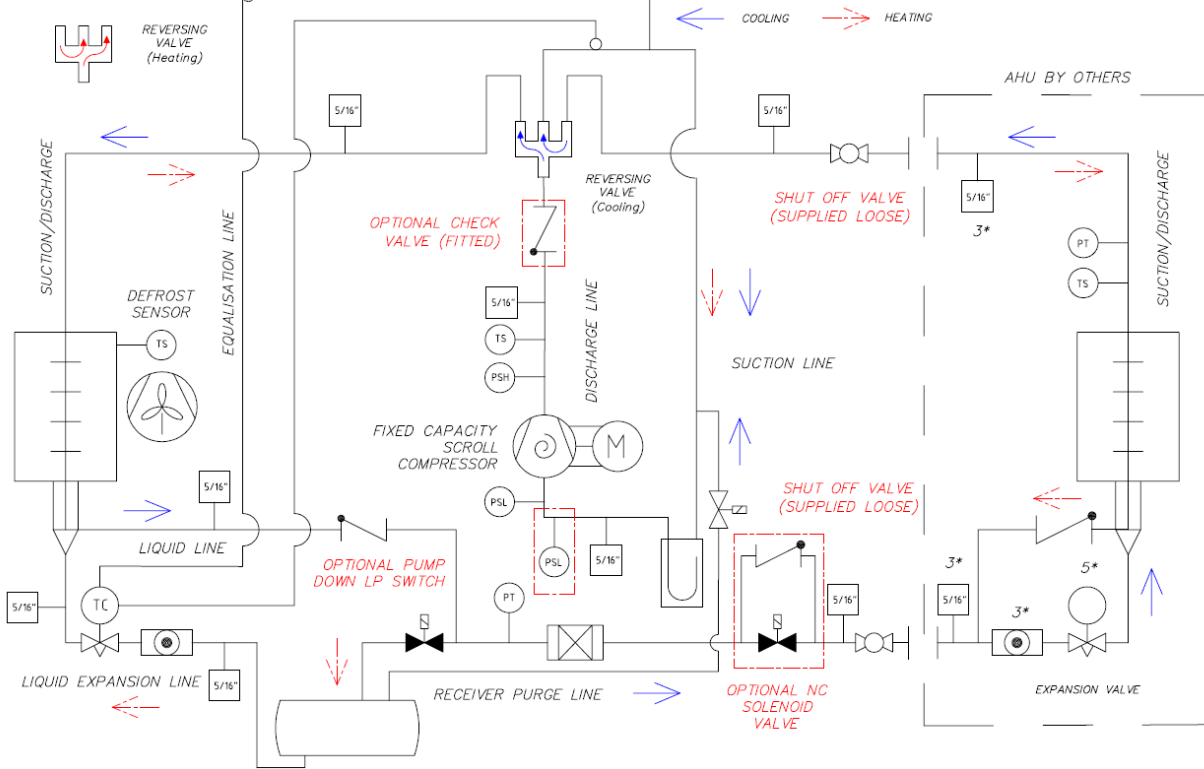 COOLING
HEATING
REVERSING
VALVE
(Heating)
AHU BY OTHERS
5/16"
5/16"
SUCTION/DISCHARGE
EQUALISATION LINE
REVERSING
VALVE
(Cooling)
SHUT OFF VALVE
(SUPPLIED LOOSE)
5/16"
3*
OPTIONAL CHECK
VALVE (FITTED)
PT
TS
SUCTION/DISCHARGE
DEFROST
SENSOR
TS
5/16"
TS
PSH
DISCHARGE LINE
SUCTION LINE
FIXED CAPACITY
SCROLL
COMPRESSOR
M
PSL
5/16"
LIQUID LINE
OPTIONAL PUMP
DOWN LP SWITCH
PSL
5/16"
SHUT OFF VALVE
(SUPPLIED LOOSE)
5/16"
TC
PT
5/16"
3*
5/16"
3*
5*
LIQUID EXPANSION LINE
5/16"
RECEIVER PURGE LINE
OPTIONAL NC
SOLENOID
VALVE
EXPANSION VALVE